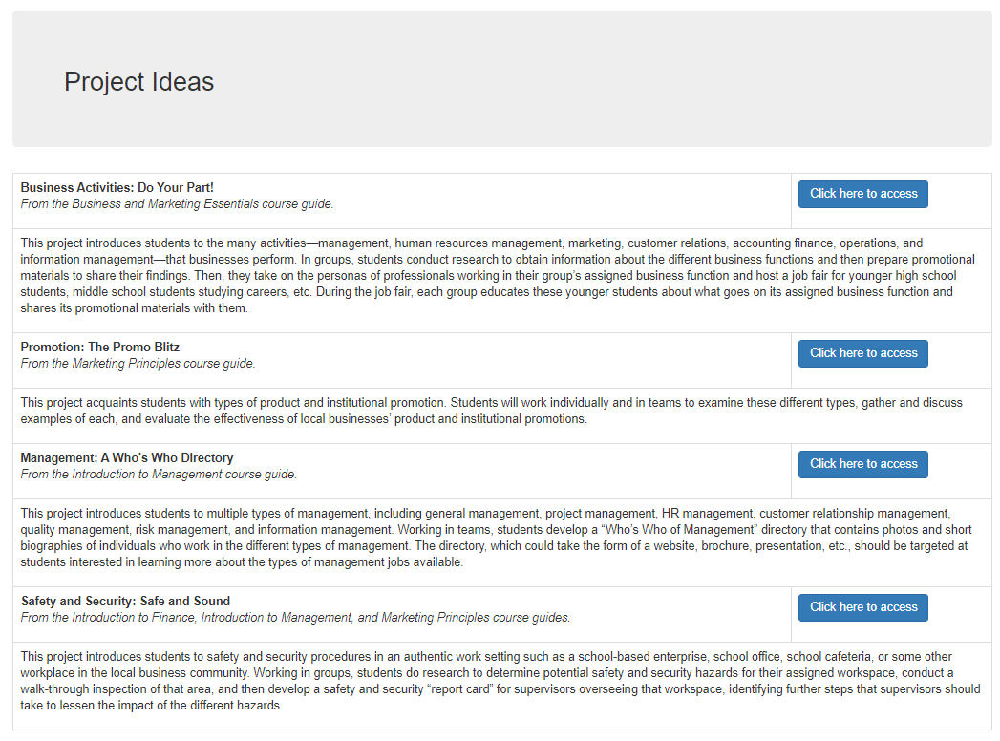 Project Ideas
Business Activities: Do Your Part!
From the Business and Marketing Essentials course guide.
Click here to access
This project introduces students to the many activities—management, human resources management, marketing, customer relations, accounting finance, operations, and
information management—that businesses perform. In groups, students conduct research to obtain information about the different business functions and then prepare promotional
materials to share their findings. Then, they take on the personas of professionals working in their group’s assigned business function and host a job fair for younger high school
students, middle school students studying careers, etc. During the job fair, each group educates these younger students about what goes on its assigned business function and
shares its promotional materials with them.
Promotion: The Promo Blitz
From the Marketing Principles course guide.
Click here to access
This project acquaints students with types of product and institutional promotion. Students will work individually and in teams to examine these different types, gather and discuss
examples of each, and evaluate the effectiveness of local businesses’ product and institutional promotions.
Management: A Who's Who Directory
From the Introduction to Management course guide.
Click here to access
This project introduces students to multiple types of management, including general management, project management, HR management, customer relationship management,
quality management, risk management, and information management. Working in teams, students develop a “Who’s Who of Management” directory that contains photos and short
biographies of individuals who work in the different types of management. The directory, which could take the form of a website, brochure, presentation, etc., should be targeted at
students interested in learning more about the types of management jobs available.
Safety and Security: Safe and Sound
From the Introduction to Finance, Introduction to Management, and Marketing Principles course guides.
Click here to access
This project introduces students to safety and security procedures in an authentic work setting such as a school-based enterprise, school office, school cafeteria, or some other
workplace in the local business community. Working in groups, students do research to determine potential safety and security hazards for their assigned workspace, conduct a
walk-through inspection of that area, and then develop a safety and security “report card” for supervisors overseeing that workspace, identifying further steps that supervisors should
take to lessen the impact of the different hazards.